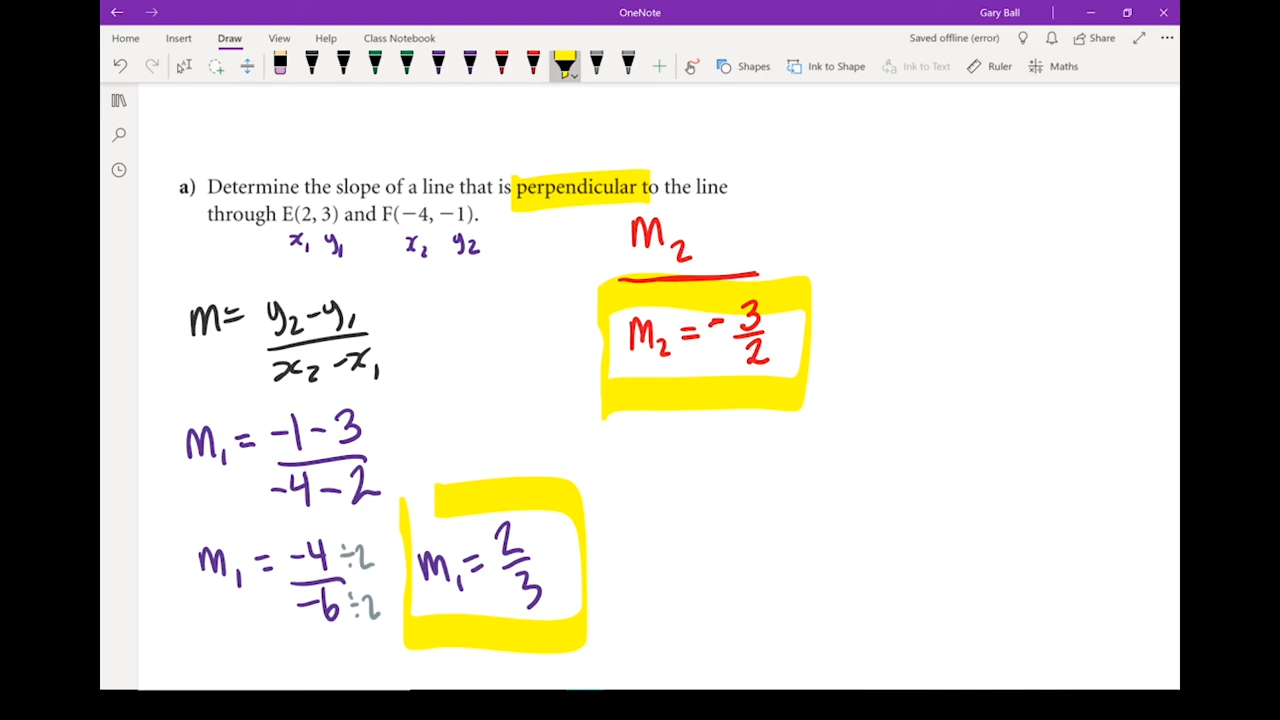 OneNote
Gary Ball
Home Insert Draw View Help Class Notebook
Saved offline (error) Share
Shapes Ink to Shape Ink to Text Ruler Maths
a) Determine the slope of a line that is perpendicular to the line
through E(2, 3) and F(−4, −1).
x₁ y₁ x₂ y₂
m₂
m = y₂ - y₁ / x₂ - x₁
m₂ = - 3/2
m₁ = -1 - 3 / -4 - 2
m₁ = -4 ÷2 / -6 ÷2
m₁ = 2/3